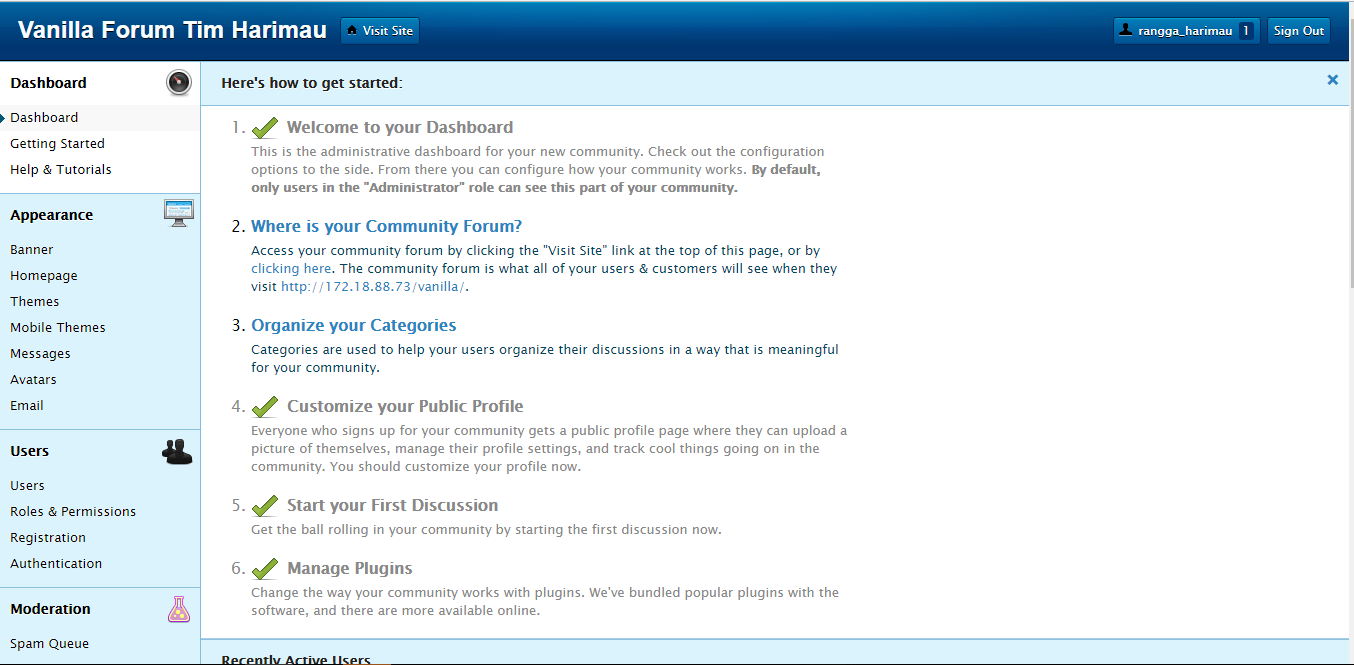 Vanilla Forum Tim Harimau
Visit Site
rangga_harimau 1
Sign Out
Dashboard
Dashboard
Getting Started
Help & Tutorials
Appearance
Banner
Homepage
Themes
Mobile Themes
Messages
Avatars
Email
Users
Users
Roles & Permissions
Registration
Authentication
Moderation
Spam Queue
Here's how to get started:
1. Welcome to your Dashboard
This is the administrative dashboard for your new community. Check out the configuration
options to the side. From there you can configure how your community works. By default,
only users in the "Administrator" role can see this part of your community.
2. Where is your Community Forum?
Access your community forum by clicking the "Visit Site" link at the top of this page, or by
clicking here. The community forum is what all of your users & customers will see when they
visit http://172.18.88.73/vanilla/.
3. Organize your Categories
Categories are used to help your users organize their discussions in a way that is meaningful
for your community.
4. Customize your Public Profile
Everyone who signs up for your community gets a public profile page where they can upload a
picture of themselves, manage their profile settings, and track cool things going on in the
community. You should customize your profile now.
5. Start your First Discussion
Get the ball rolling in your community by starting the first discussion now.
6. Manage Plugins
Change the way your community works with plugins. We've bundled popular plugins with the
software, and there are more available online.
Recently Active Users